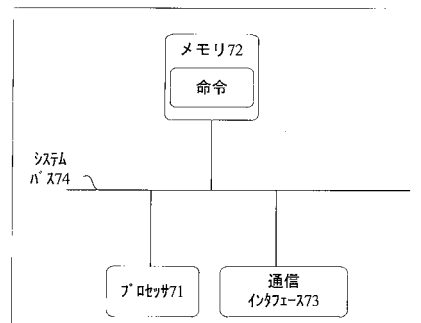 メモリ72
命令
システム
バス74
プロセッサ71
通信
インタフェース73